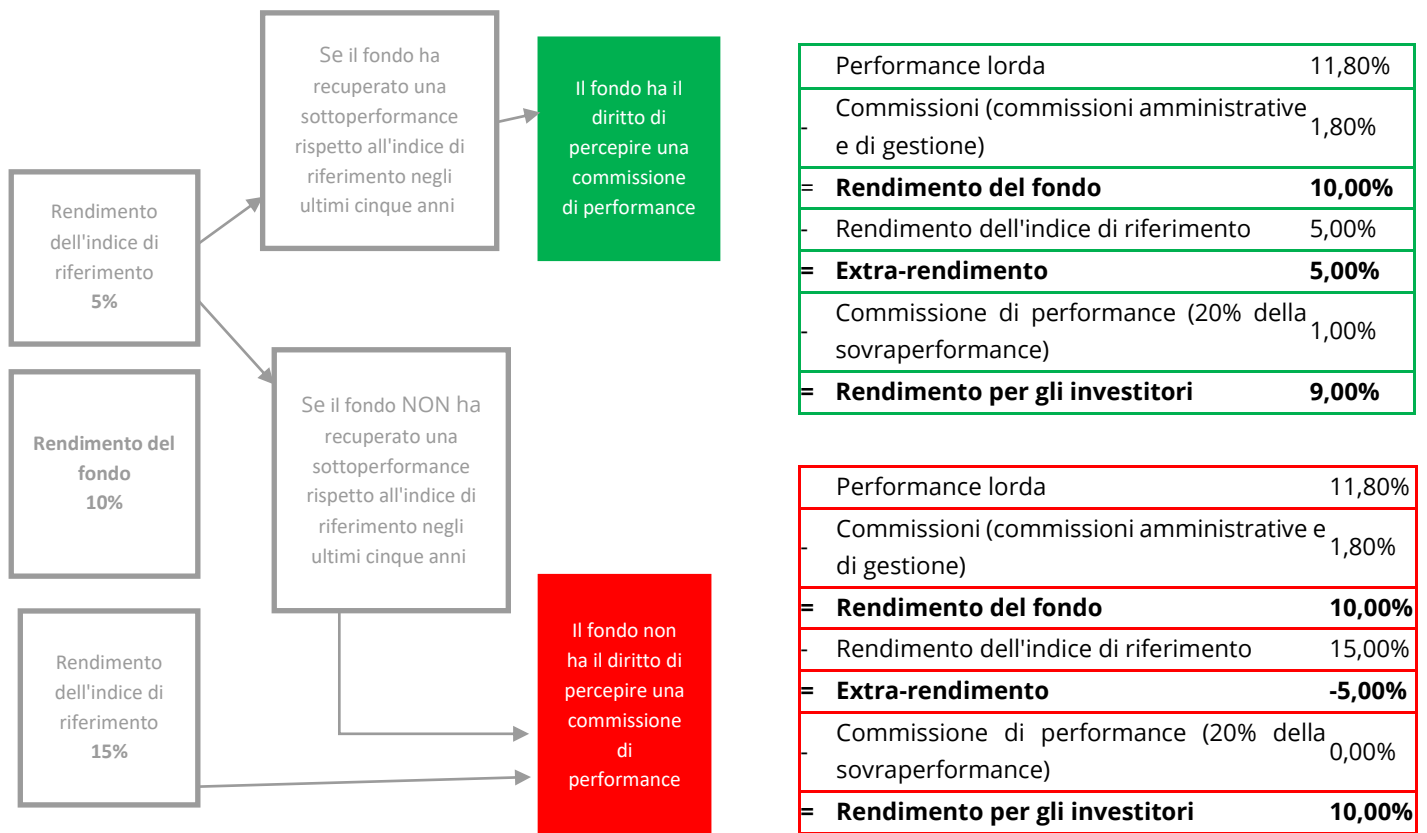 Se il fondo ha
recuperato una
sottoperformance
rispetto all'indice di
riferimento negli
ultimi cinque anni
Il fondo ha il
diritto di
percepire una
commissione
di performance
Rendimento
dell'indice di
riferimento
5%
Rendimento del
fondo
10%
Se il fondo NON ha
recuperato una
sottoperformance
rispetto all'indice di
riferimento negli
ultimi cinque anni
Rendimento
dell'indice di
riferimento
15%
Il fondo non
ha il diritto di
percepire una
commissione
di
performance
Performance lorda 11,80%
- Commissioni (commissioni amministrative
e di gestione) 1,80%
= Rendimento del fondo 10,00%
- Rendimento dell'indice di riferimento 5,00%
= Extra-rendimento 5,00%
- Commissione di performance (20% della
sovraperformance) 1,00%
= Rendimento per gli investitori 9,00%
Performance lorda 11,80%
- Commissioni (commissioni amministrative e
di gestione) 1,80%
= Rendimento del fondo 10,00%
- Rendimento dell'indice di riferimento 15,00%
= Extra-rendimento -5,00%
- Commissione di performance (20% della
sovraperformance) 0,00%
= Rendimento per gli investitori 10,00%